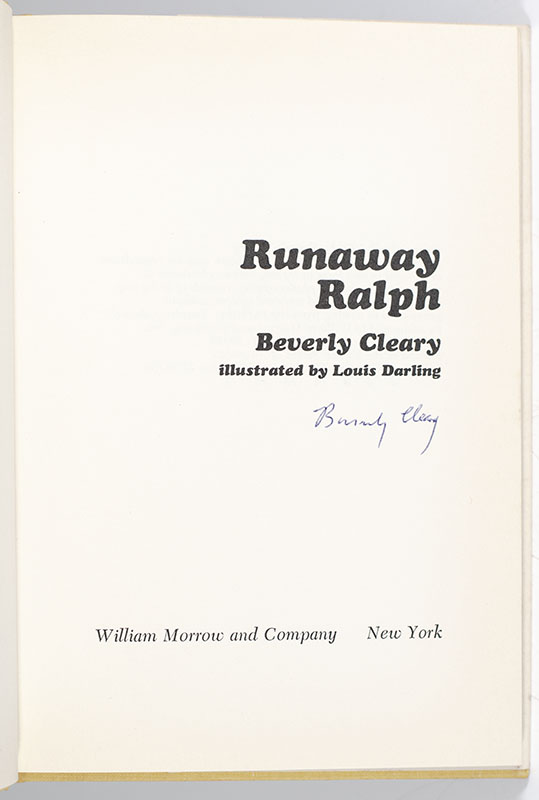 Runaway
Ralph
Beverly Cleary
illustrated by Louis Darling
Beverly Cleary
William Morrow and Company New York